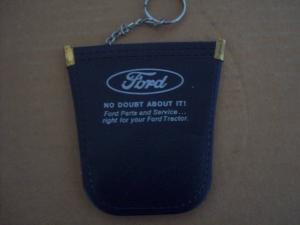 Ford
NO DOUBT ABOUT IT!
Ford Parts and Service...
right for your Ford Tractor.